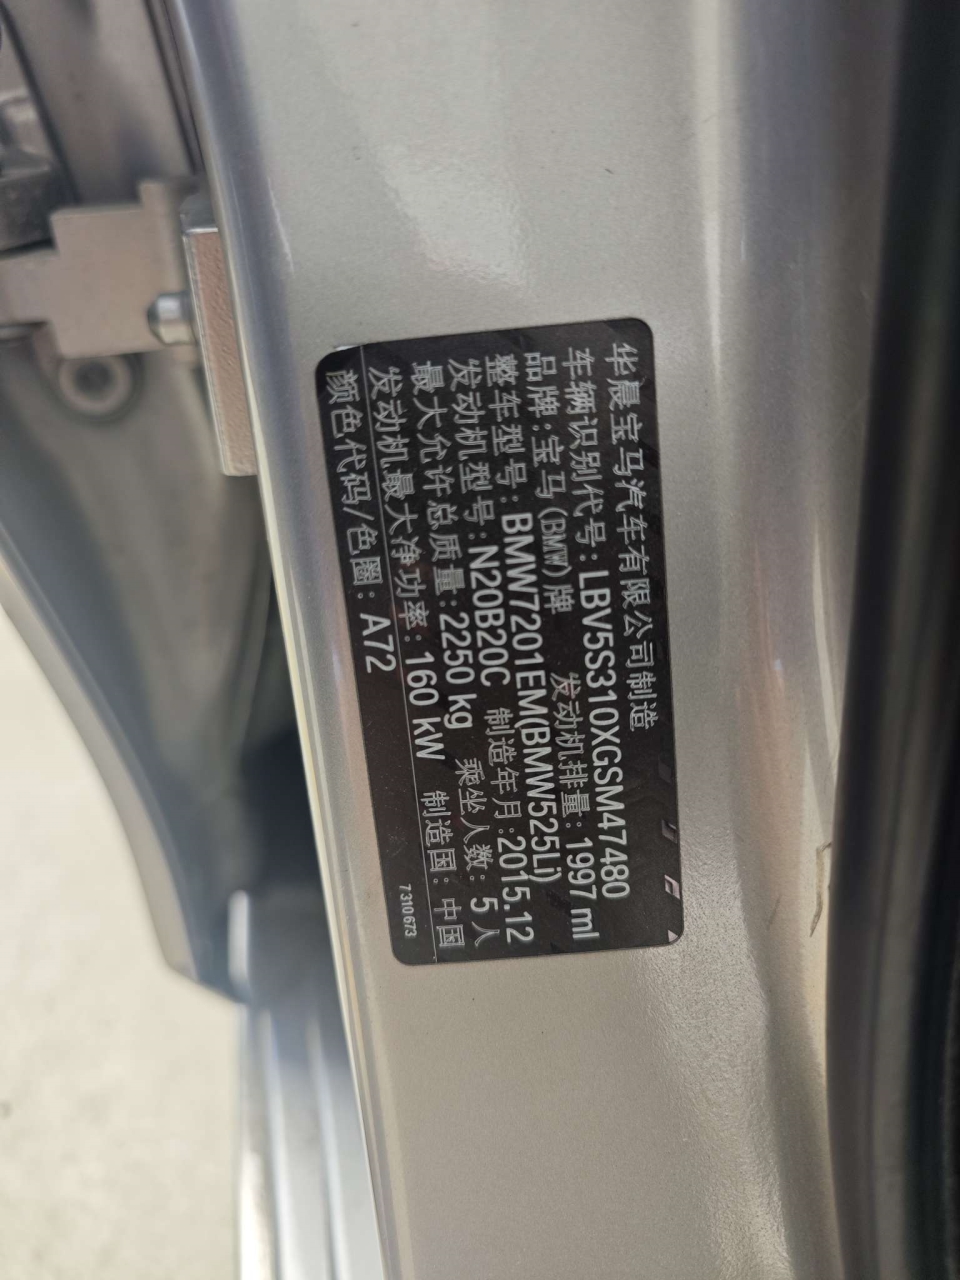 华晨宝马汽车有限公司制造
车辆识别代号:LBV5S310XGSM47480
品牌:宝马(BMW)牌 发动机排量:1997ml
整车型号:BMW7201EM(BMW525Li)
发动机型号:N20B20C 制造年月:2015.12
最大允许总质量:2250 kg 乘坐人数: 5 人
发动机最大净功率: 160 kW 制造国: 中国
颜色代码/色圈: A72
7310673